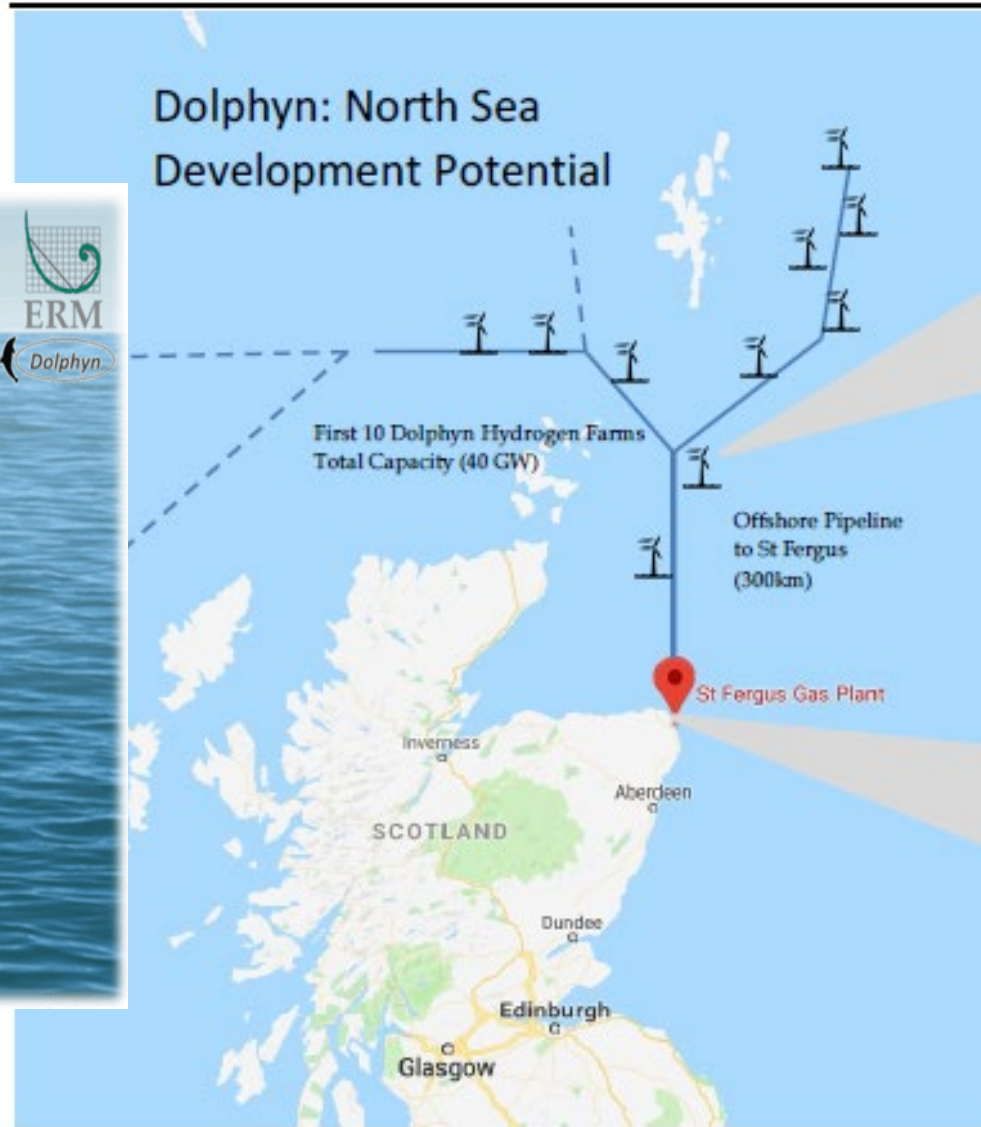 Dolphyn: North Sea
Development Potential
ERM
Dolphyn
First 10 Dolphyn Hydrogen Farms
Total Capacity (40 GW)
Offshore Pipeline
to St Fergus
(300km)
St Fergus Gas Plant
Inverness
Aberdeen
SCOTLAND
Dundee
Edinburgh
Glasgow